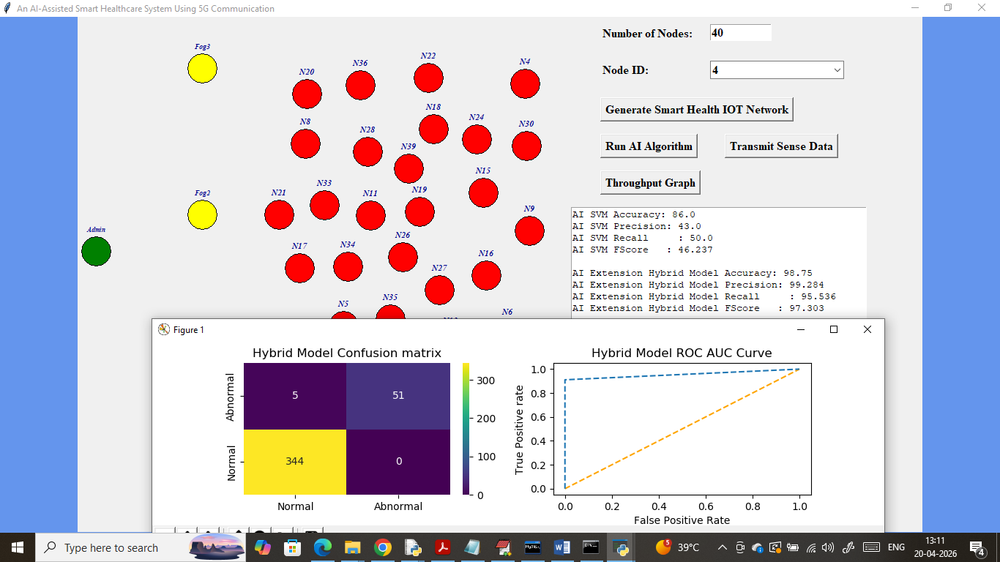 An AI-Assisted Smart Healthcare System Using 5G Communication
Number of Nodes: 40
Node ID: 4
Generate Smart Health IOT Network
Run AI Algorithm
Transmit Sense Data
Throughput Graph
Fog3
N20
N36
N22
N4
N8
N28
N18
N24
N30
N39
N15
Fog2
N21
N33
N11
N19
N9
Admin
N17
N34
N26
N16
N27
N5
N35
N6
AI SVM Accuracy: 86.0
AI SVM Precision: 43.0
AI SVM Recall : 50.0
AI SVM FScore : 46.237
AI Extension Hybrid Model Accuracy: 98.75
AI Extension Hybrid Model Precision: 99.284
AI Extension Hybrid Model Recall : 95.536
AI Extension Hybrid Model FScore : 97.303
Figure 1
Hybrid Model Confusion matrix
Abnormal
Normal
5
51
344
0
Normal
Abnormal
300
200
100
0
Hybrid Model ROC AUC Curve
True Positive rate
1.0
0.8
0.6
0.4
0.2
0.0
0.0
0.2
0.4
0.6
0.8
1.0
False Positive Rate
Type here to search
39°C
ENG
13:11
20-04-2026
4